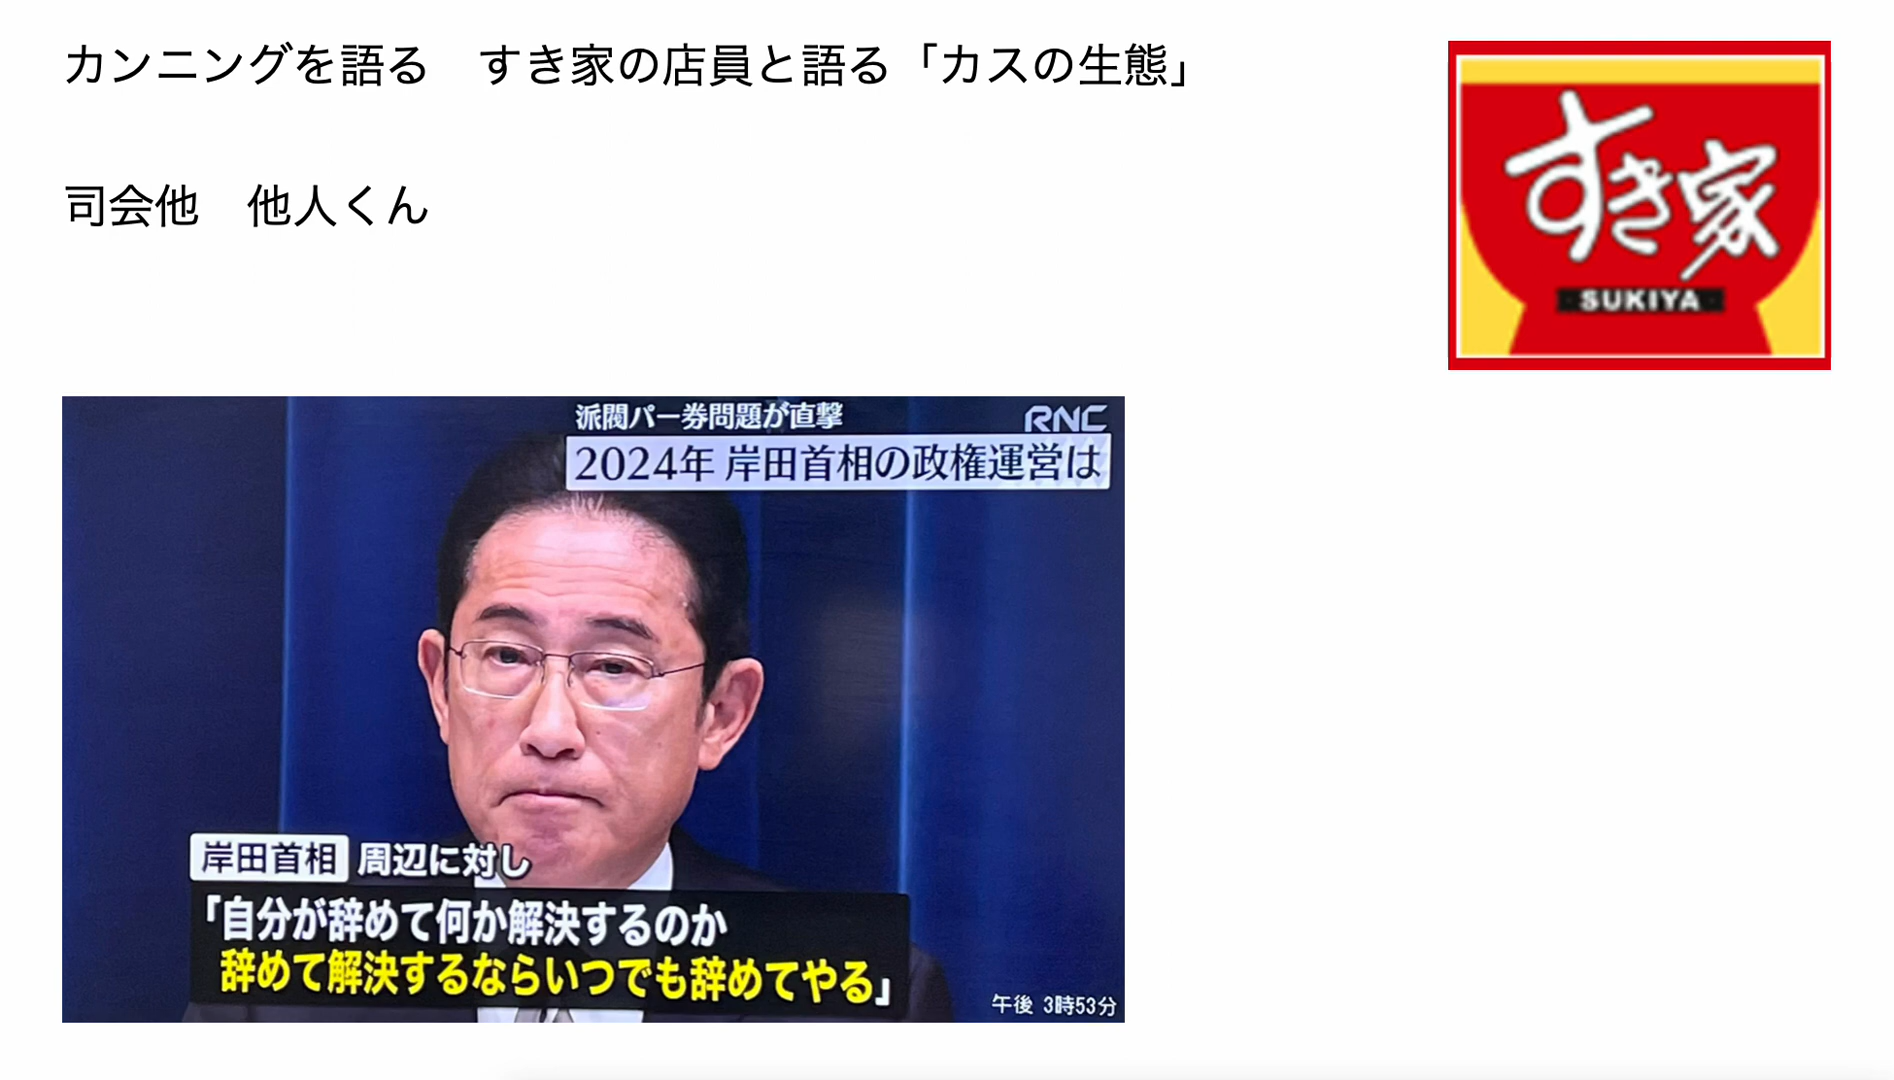 カンニングを語る　すき家の店員と語る「カスの生態」
すき家
SUKIYA
司会他　他人くん
派閥パー券問題が直撃
RNC
2024年 岸田首相の政権運営は
岸田首相 周辺に対し
「自分が辞めて何か解決するのか
辞めて解決するならいつでも辞めてやる」
午後 3時53分